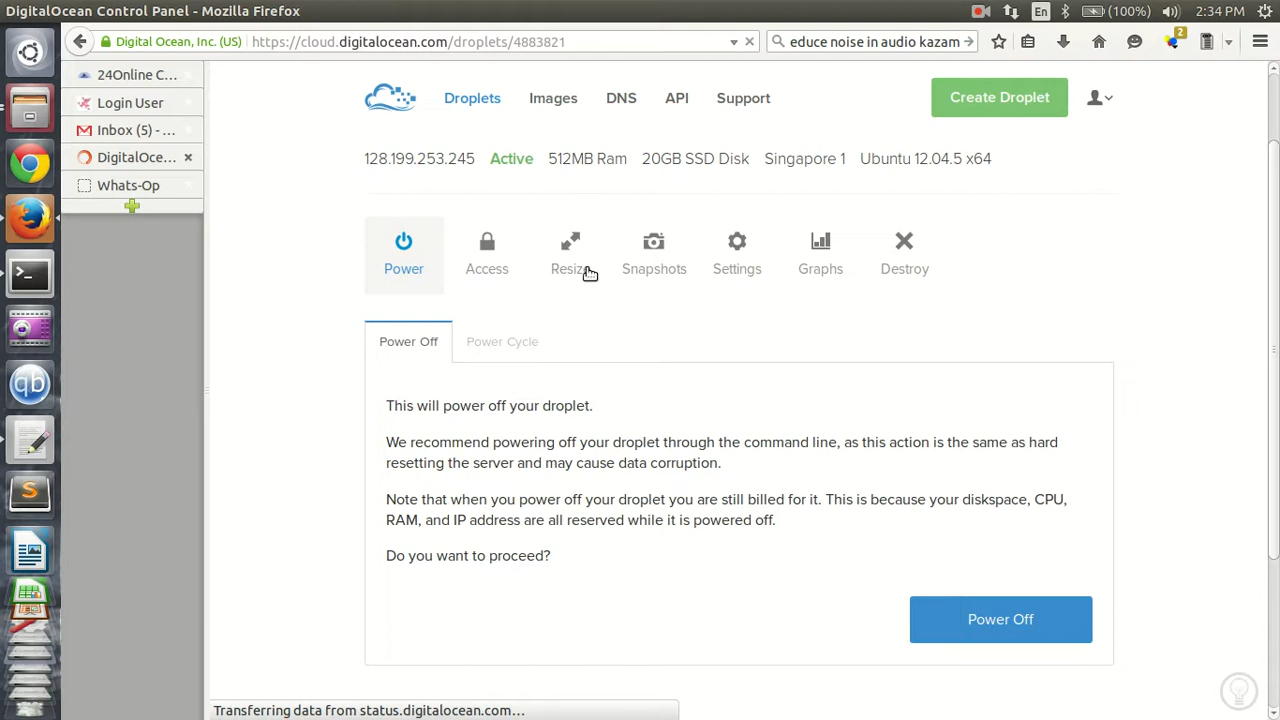 DigitalOcean Control Panel - Mozilla Firefox
En
(100%)
2:34 PM
Digital Ocean, Inc. (US)
https://cloud.digitalocean.com/droplets/4883821
educe noise in audio kazam
2
24Online C...
Login User
Inbox (5) - ...
DigitalOce...
Whats-Op
Droplets
Images
DNS
API
Support
Create Droplet
128.199.253.245 Active 512MB Ram 20GB SSD Disk Singapore 1 Ubuntu 12.04.5 x64
Power
Access
Resize
Snapshots
Settings
Graphs
Destroy
Power Off
Power Cycle
This will power off your droplet.
We recommend powering off your droplet through the command line, as this action is the same as hard
resetting the server and may cause data corruption.
Note that when you power off your droplet you are still billed for it. This is because your diskspace, CPU,
RAM, and IP address are all reserved while it is powered off.
Do you want to proceed?
Power Off
qb
S
Transferring data from status.digitalocean.com...